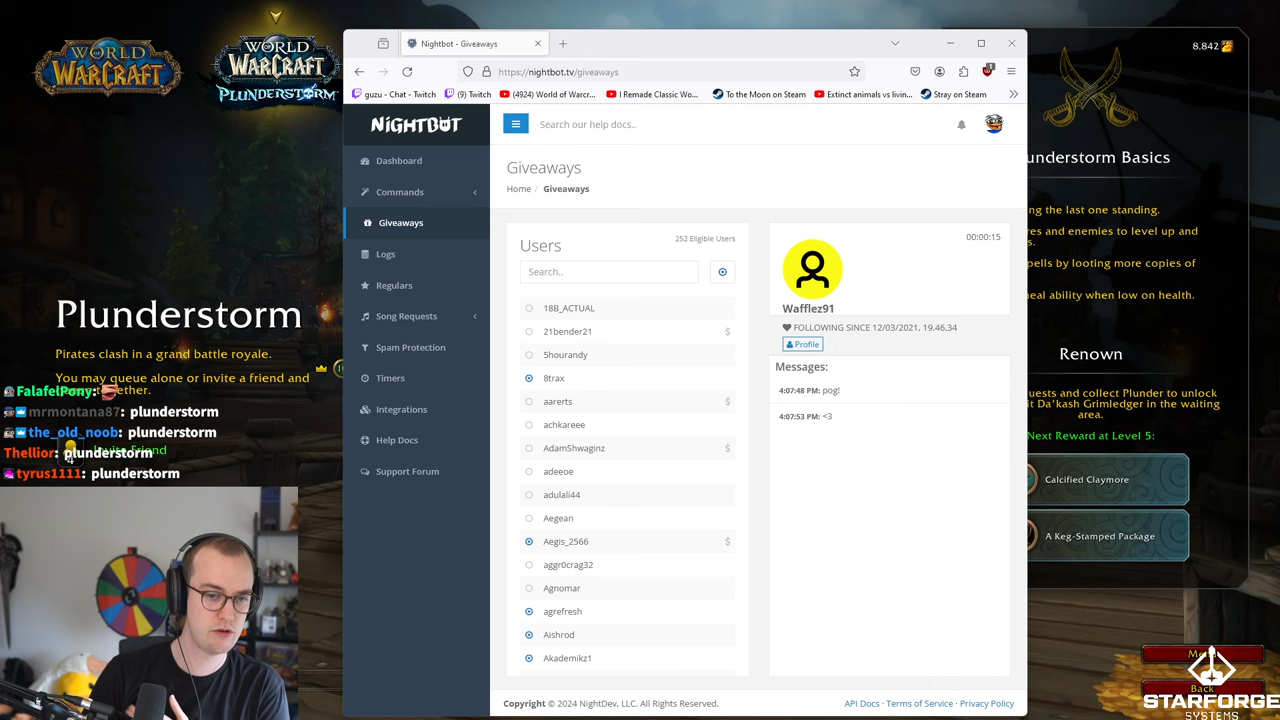 WORLD
WARCRAFT
WORLD
WARCRAFT
PLUNDERSTORM
Nightbot - Giveaways
https://nightbot.tv/giveaways
guzu - Chat - Twitch
(9) Twitch
(4924) World of Warcr...
I Remade Classic Wo...
To the Moon on Steam
Extinct animals vs livin...
Stray on Steam
8,842
NiGHTBOT
Search our help docs..
Dashboard
Commands
Giveaways
Logs
Regulars
Song Requests
Spam Protection
Timers
Integrations
Help Docs
Support Forum
Giveaways
Home / Giveaways
Users
252 Eligible Users
Search..
18B_ACTUAL
21bender21 $
5hourandy
8trax
aarerts $
achkareee
AdamShwaginz $
adeeoe
adulali44
Aegean
Aegis_2566 $
aggr0crag32
Agnomar
agrefresh
Aishrod
Akademikz1
00:00:15
Wafflez91
FOLLOWING SINCE 12/03/2021, 19.46.34
Profile
Messages:
4:07:48 PM: pog!
4:07:53 PM: <3
Copyright 2024 NightDev, LLC. All Rights Reserved.
API Docs · Terms of Service · Privacy Policy
Plunderstorm
Pirates clash in a grand battle royale.
You may queue alone or invite a friend and
together.
FalafelPony:
mrmontana87: plunderstorm
the_old_noob: plunderstorm
Invite Friend
Thellior: plunderstorm
tyrus1111: plunderstorm
understorm Basics
ng the last one standing.
res and enemies to level up and
s.
pells by looting more copies of
eal ability when low on health.
Renown
uests and collect Plunder to unlock
it Da'kash Grimledger in the waiting
area.
Next Reward at Level 5:
Calcified Claymore
A Keg-Stamped Package
Back
STARFORGE
SYSTEMS